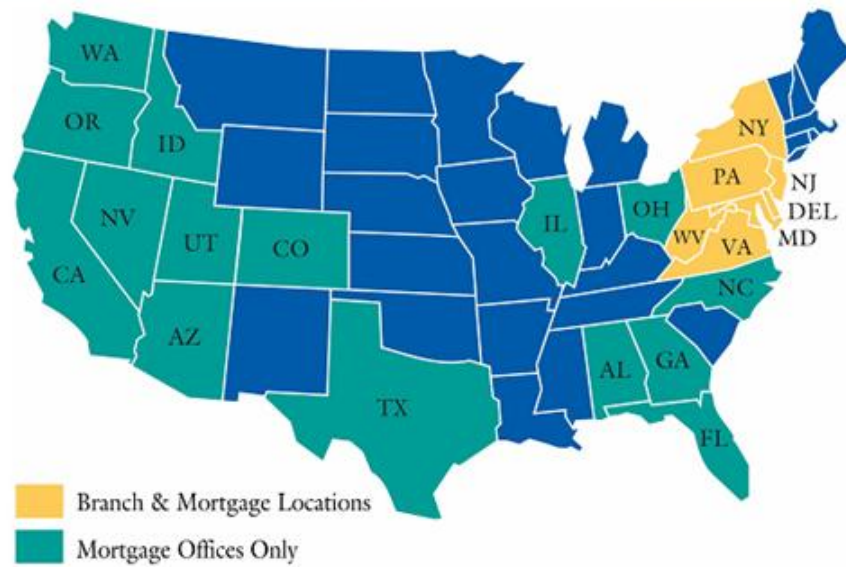 WA
OR
ID
NV
UT
CO
CA
AZ
TX
IL
OH
NY
PA
NJ
DEL
MD
WV
VA
NC
AL
GA
FL
Branch & Mortgage Locations
Mortgage Offices Only